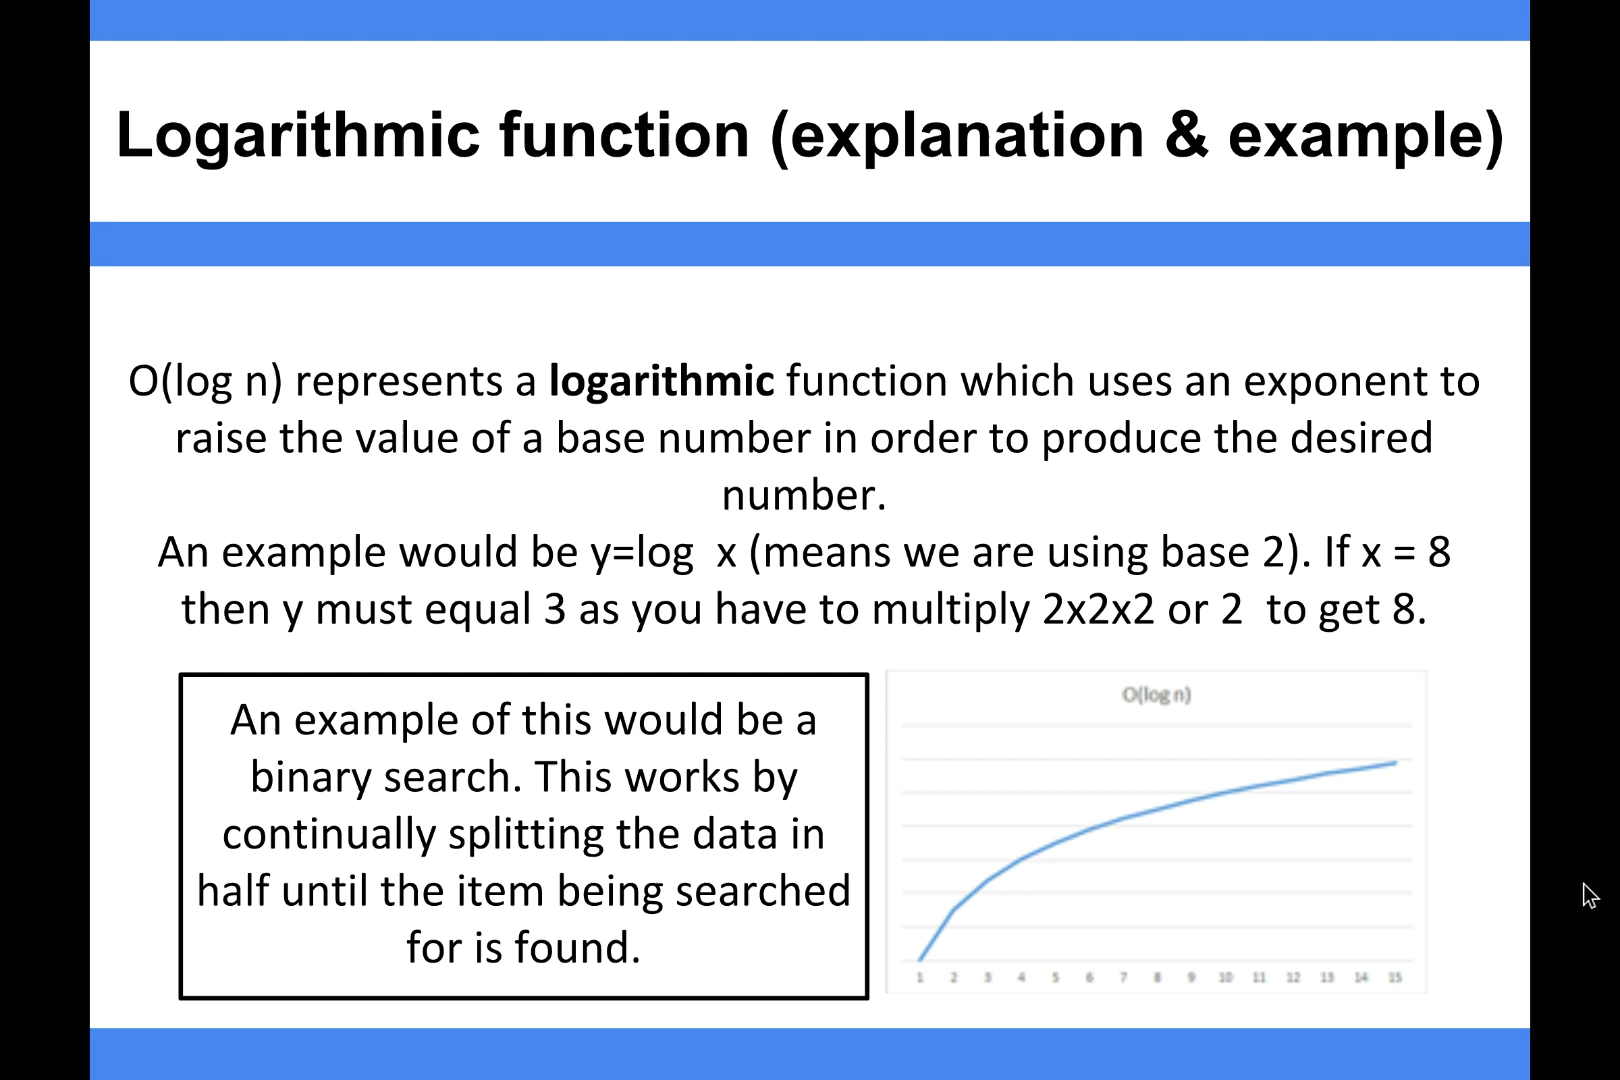 Logarithmic function (explanation & example)
O(log n) represents a logarithmic function which uses an exponent to
raise the value of a base number in order to produce the desired
number.
An example would be y=log x (means we are using base 2). If x = 8
then y must equal 3 as you have to multiply 2x2x2 or 2 to get 8.
An example of this would be a
binary search. This works by
continually splitting the data in
half until the item being searched
for is found.
O(log n)
1 2 3 4 5 6 7 8 9 10 11 12 13 14 15